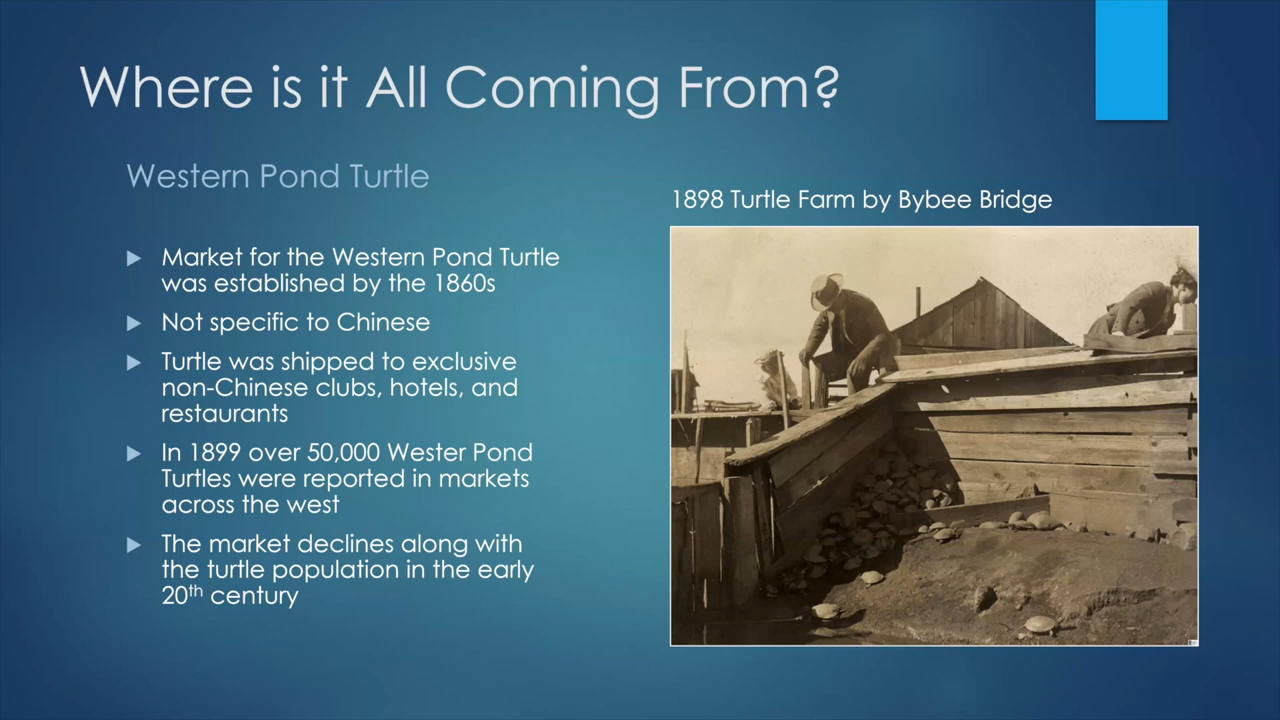 Where is it All Coming From?
Western Pond Turtle
Market for the Western Pond Turtle
was established by the 1860s
Not specific to Chinese
Turtle was shipped to exclusive
non-Chinese clubs, hotels, and
restaurants
In 1899 over 50,000 Wester Pond
Turtles were reported in markets
across the west
The market declines along with
the turtle population in the early
20th century
1898 Turtle Farm by Bybee Bridge